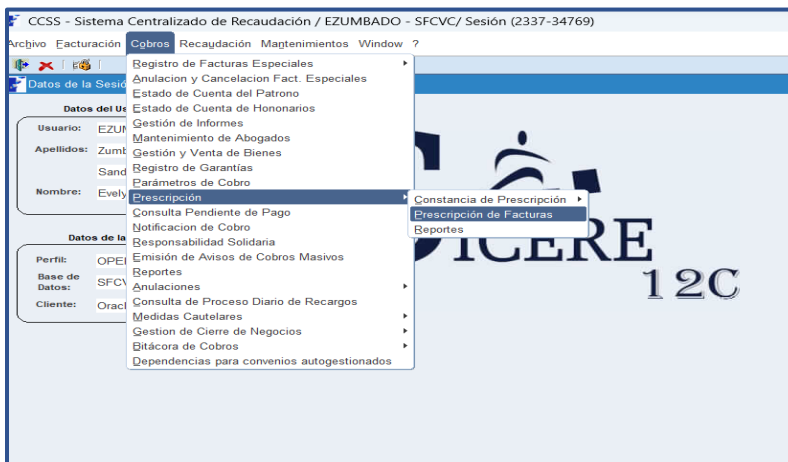 CCSS - Sistema Centralizado de Recaudación / EZUMBADO - SFCVC/ Sesión (2337-34769)
Archivo Facturación Cobros Recaudación Mantenimientos Window ?
Datos de la Sesió
Datos del Us
Usuario: EZUM
Apellidos: Zumb
Sand
Nombre: Evely
Datos de la
Perfil: OPE
Base de Datos: SFCV
Cliente: Oracl
Registro de Facturas Especiales
Anulacion y Cancelacion Fact. Especiales
Estado de Cuenta del Patrono
Estado de Cuenta de Honorarios
Gestión de Informes
Mantenimiento de Abogados
Gestión y Venta de Bienes
Registro de Garantías
Parámetros de Cobro
Prescripción
Consulta Pendiente de Pago
Notificacion de Cobro
Responsabilidad Solidaria
Emisión de Avisos de Cobros Masivos
Reportes
Anulaciones
Consulta de Proceso Diario de Recargos
Medidas Cautelares
Gestion de Cierre de Negocios
Bitácora de Cobros
Dependencias para convenios autogestionados
Constancia de Prescripción
Prescripción de Facturas
Reportes
SICERE
12C